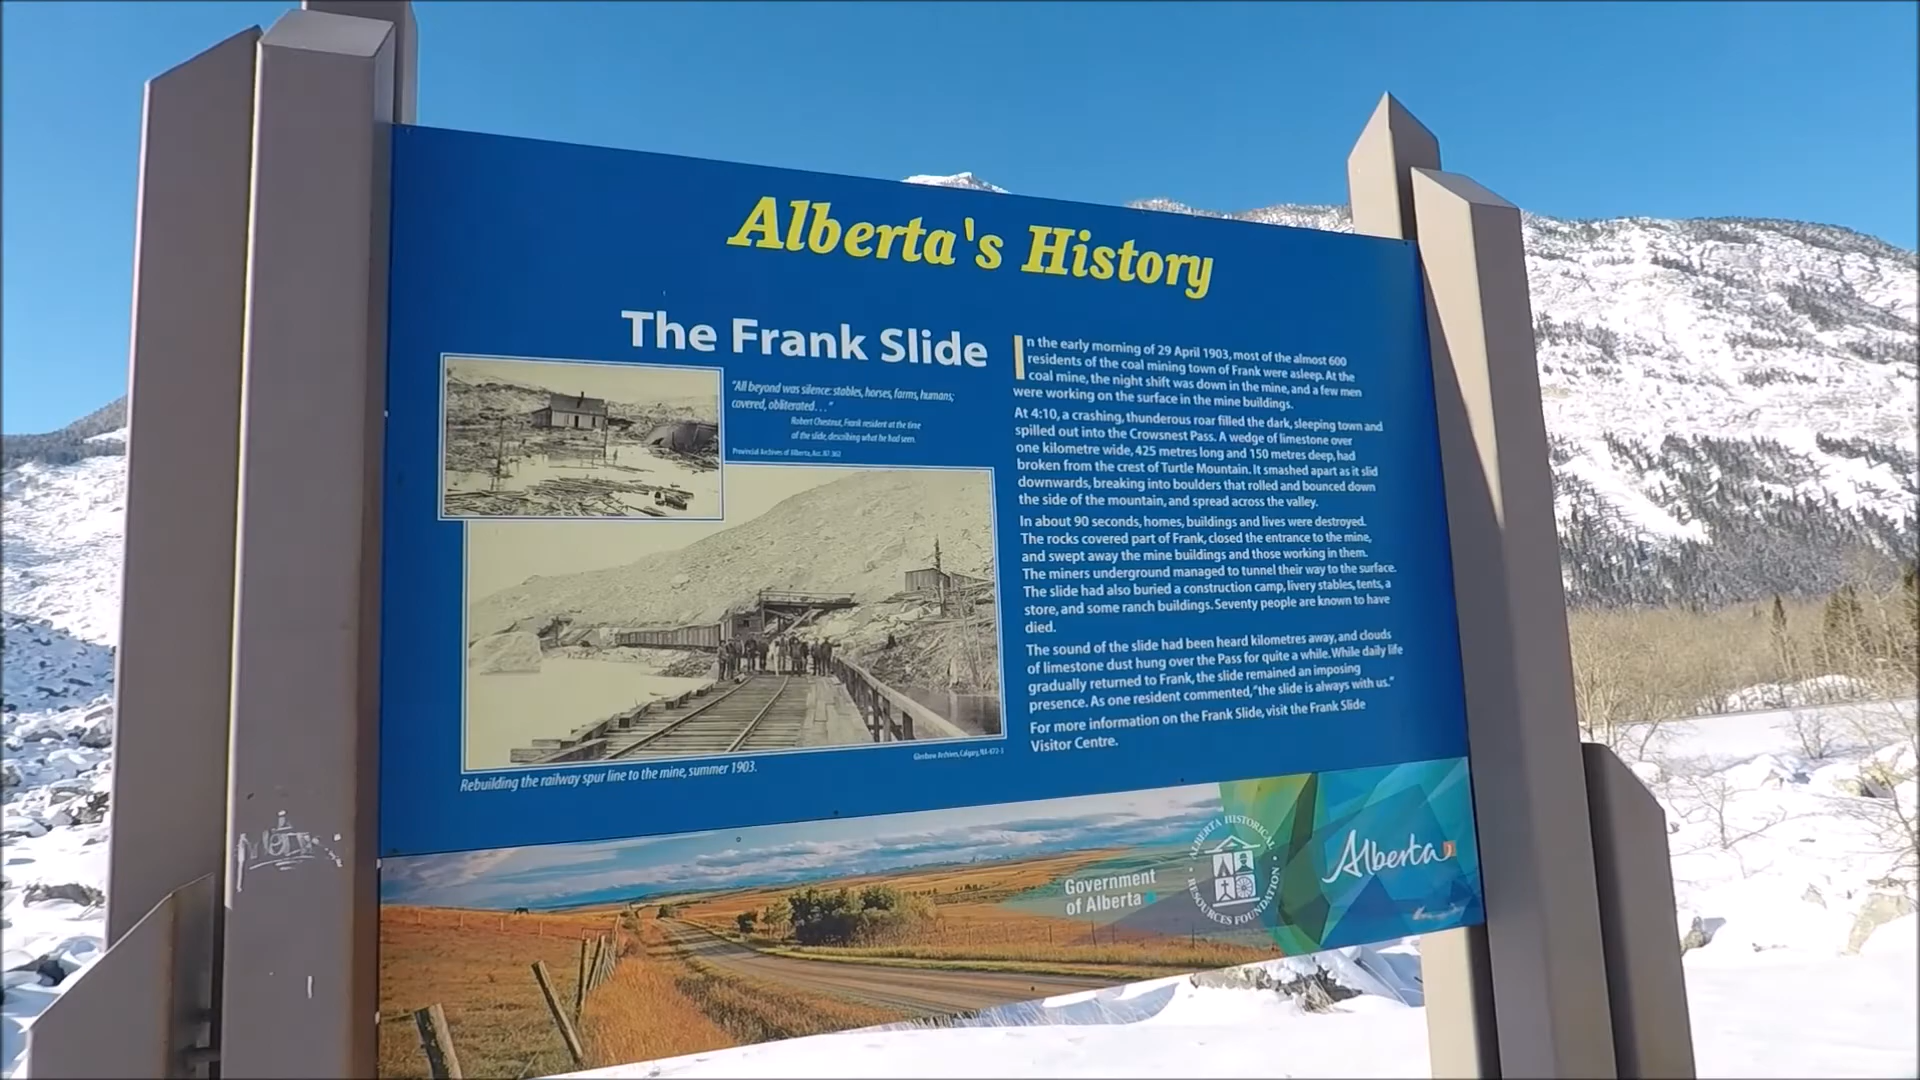 Alberta's History
The Frank Slide
"All beyond was silence: stables, horses, farms, humans;
covered, obliterated..."
Robert Chestnut, Frank resident at the time
of the slide, describing what he had seen.
Provincial Archives of Alberta, Acc.
Glenbow Archives, Calgary, NA-672-3
Rebuilding the railway spur line to the mine, summer 1903.
In the early morning of 29 April 1903, most of the almost 600
residents of the coal mining town of Frank were asleep. At the
coal mine, the night shift was down in the mine, and a few men
were working on the surface in the mine buildings.
At 4:10, a crashing, thunderous roar filled the dark, sleeping town and
spilled out into the Crowsnest Pass. A wedge of limestone over
one kilometre wide, 425 metres long and 150 metres deep, had
broken from the crest of Turtle Mountain. It smashed apart as it slid
downwards, breaking into boulders that rolled and bounced down
the side of the mountain, and spread across the valley.
In about 90 seconds, homes, buildings and lives were destroyed.
The rocks covered part of Frank, closed the entrance to the mine,
and swept away the mine buildings and those working in them.
The miners underground managed to tunnel their way to the surface.
The slide had also buried a construction camp, livery stables, tents, a
store, and some ranch buildings. Seventy people are known to have
died.
The sound of the slide had been heard kilometres away, and clouds
of limestone dust hung over the Pass for quite a while. While daily life
gradually returned to Frank, the slide remained an imposing
presence. As one resident commented, "the slide is always with us."
For more information on the Frank Slide, visit the Frank Slide
Visitor Centre.
Government
of Alberta
ALBERTA HISTORICAL
RESOURCES FOUNDATION
Alberta